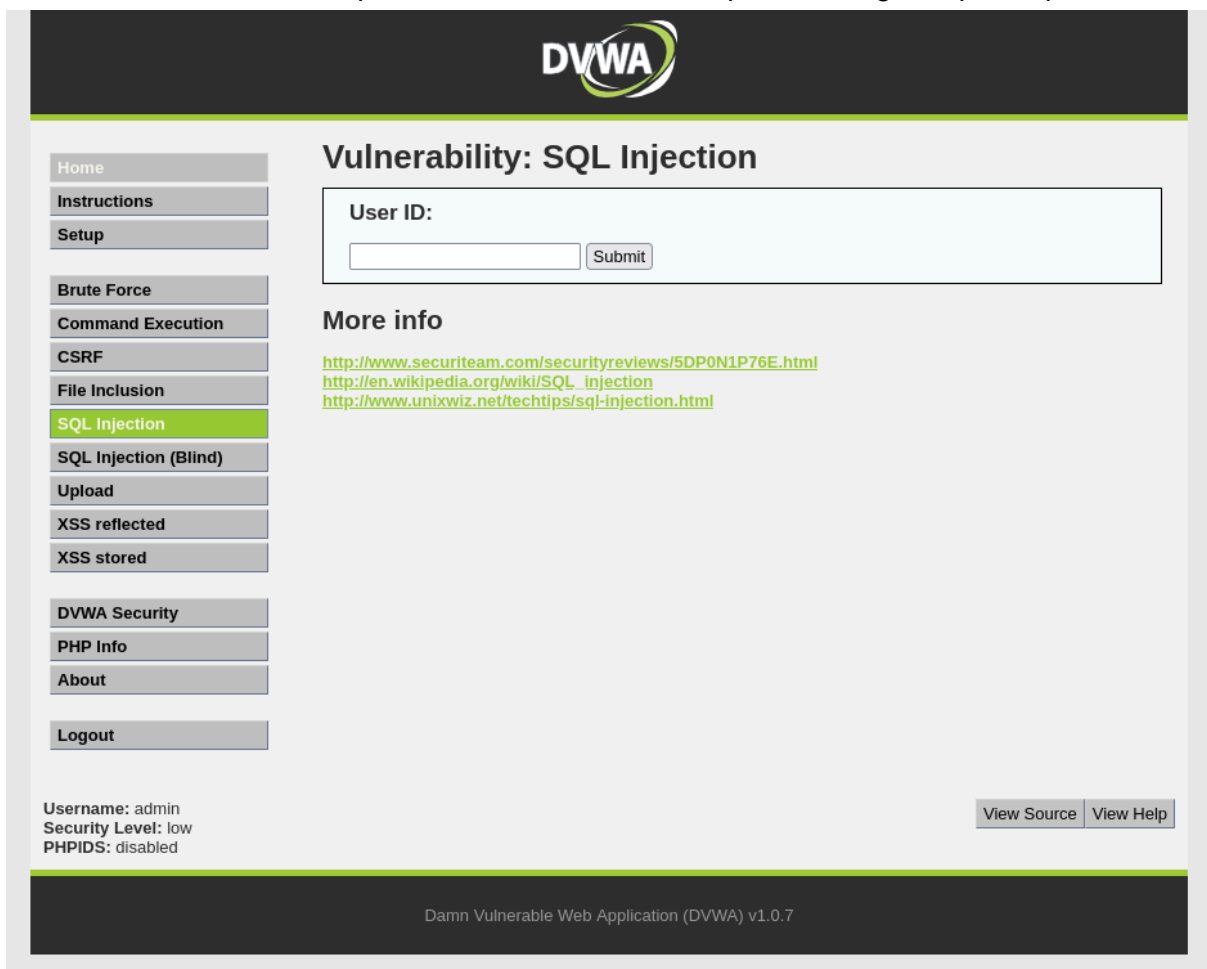 DVWA
Home
Instructions
Setup
Brute Force
Command Execution
CSRF
File Inclusion
SQL Injection
SQL Injection (Blind)
Upload
XSS reflected
XSS stored
DVWA Security
PHP Info
About
Logout
Vulnerability: SQL Injection
User ID:
Submit
More info
http://www.securiteam.com/securityreviews/5DP0N1P76E.html
http://en.wikipedia.org/wiki/SQL_injection
http://www.unixwiz.net/techtips/sql-injection.html
Username: admin
Security Level: low
PHPIDS: disabled
View Source View Help
Damn Vulnerable Web Application (DVWA) v1.0.7